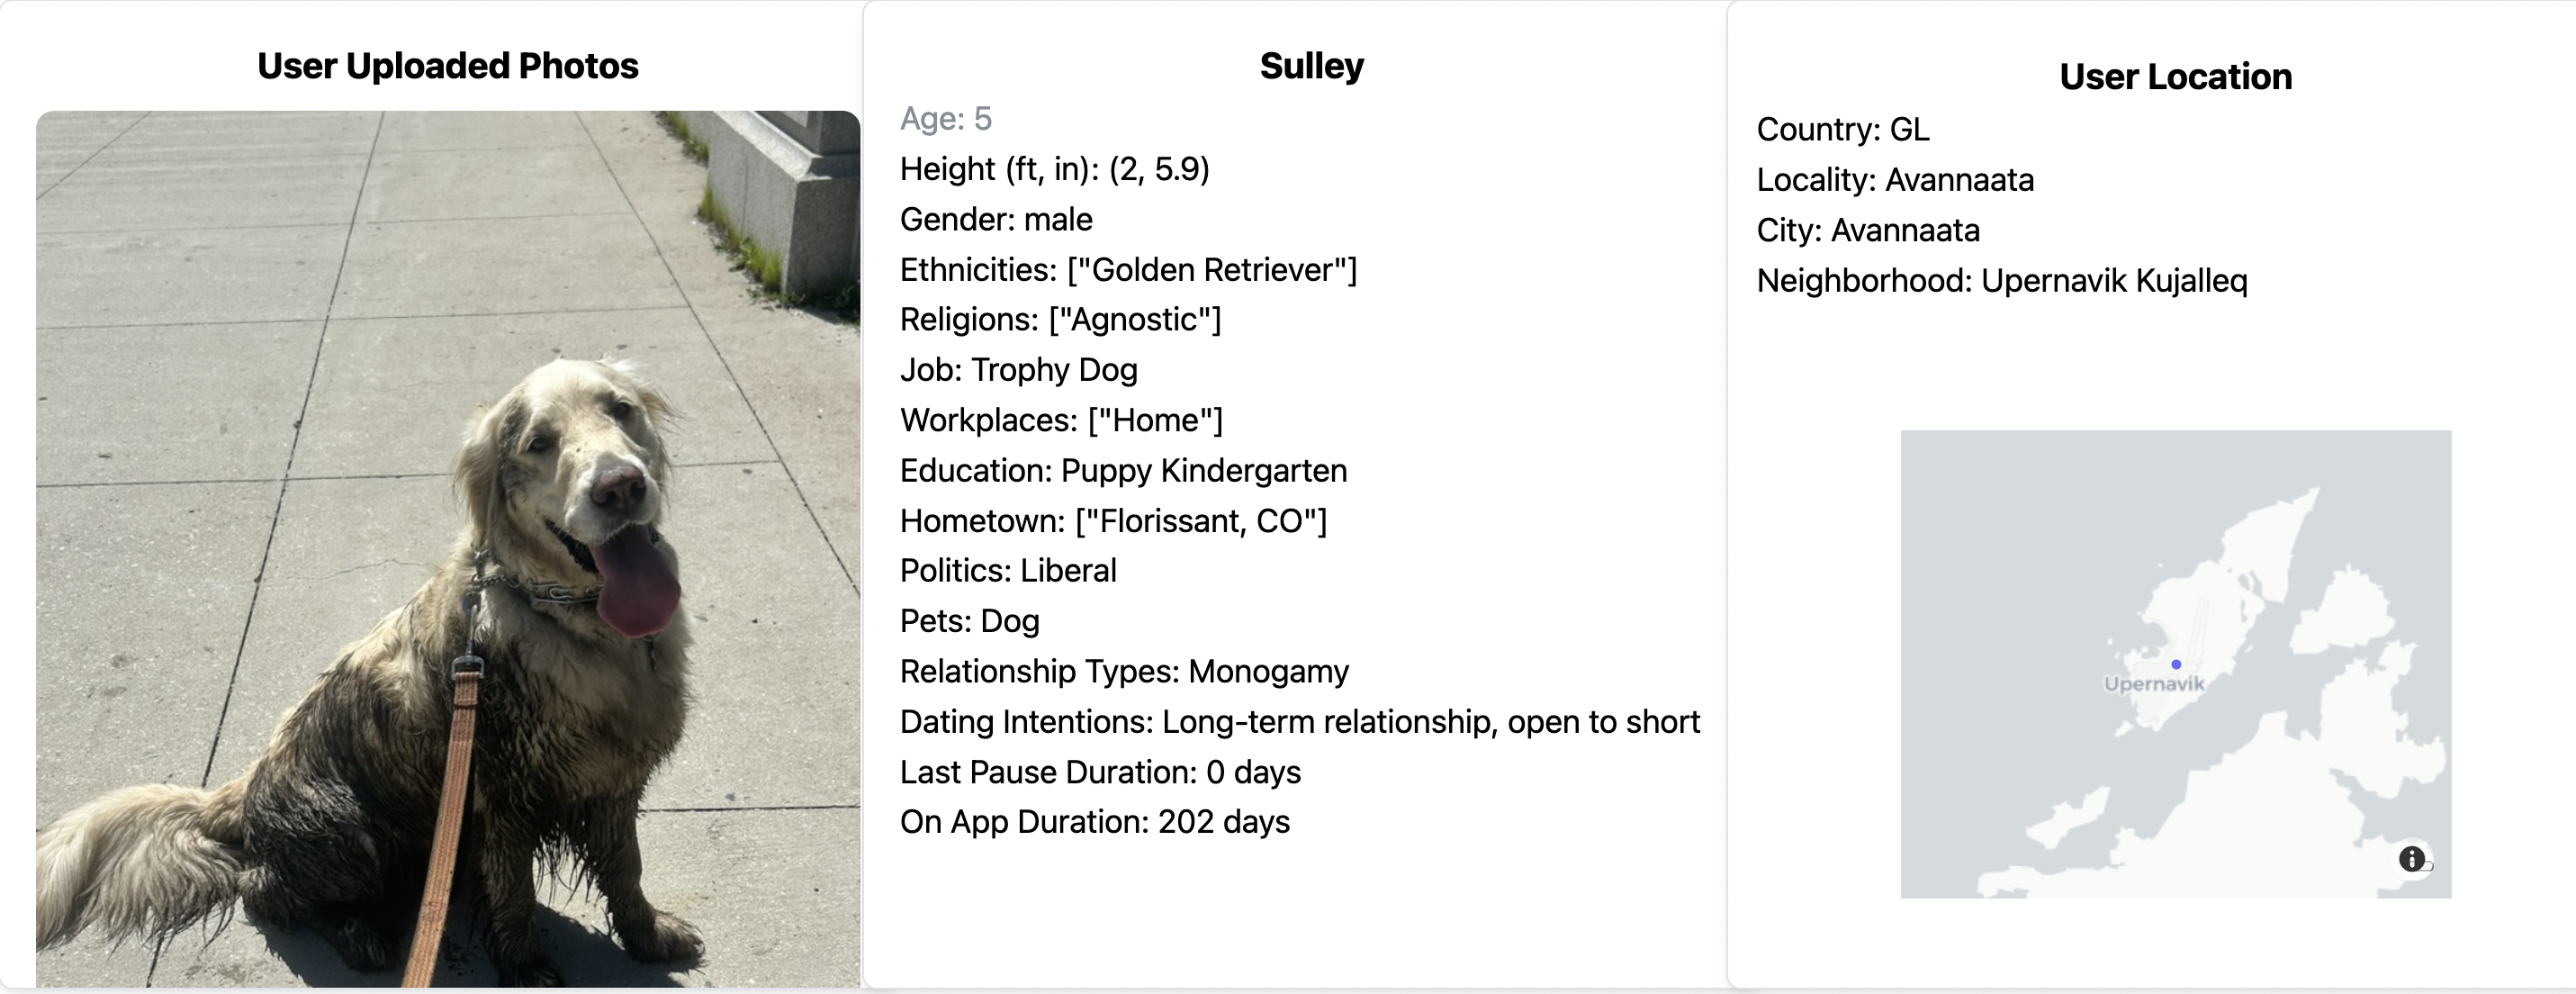 User Uploaded Photos
Sulley
Age: 5
Height (ft, in): (2, 5.9)
Gender: male
Ethnicities: ["Golden Retriever"]
Religions: ["Agnostic"]
Job: Trophy Dog
Workplaces: ["Home"]
Education: Puppy Kindergarten
Hometown: ["Florissant, CO"]
Politics: Liberal
Pets: Dog
Relationship Types: Monogamy
Dating Intentions: Long-term relationship, open to short
Last Pause Duration: 0 days
On App Duration: 202 days
User Location
Country: GL
Locality: Avannaata
City: Avannaata
Neighborhood: Upernavik Kujalleq
Upernavik